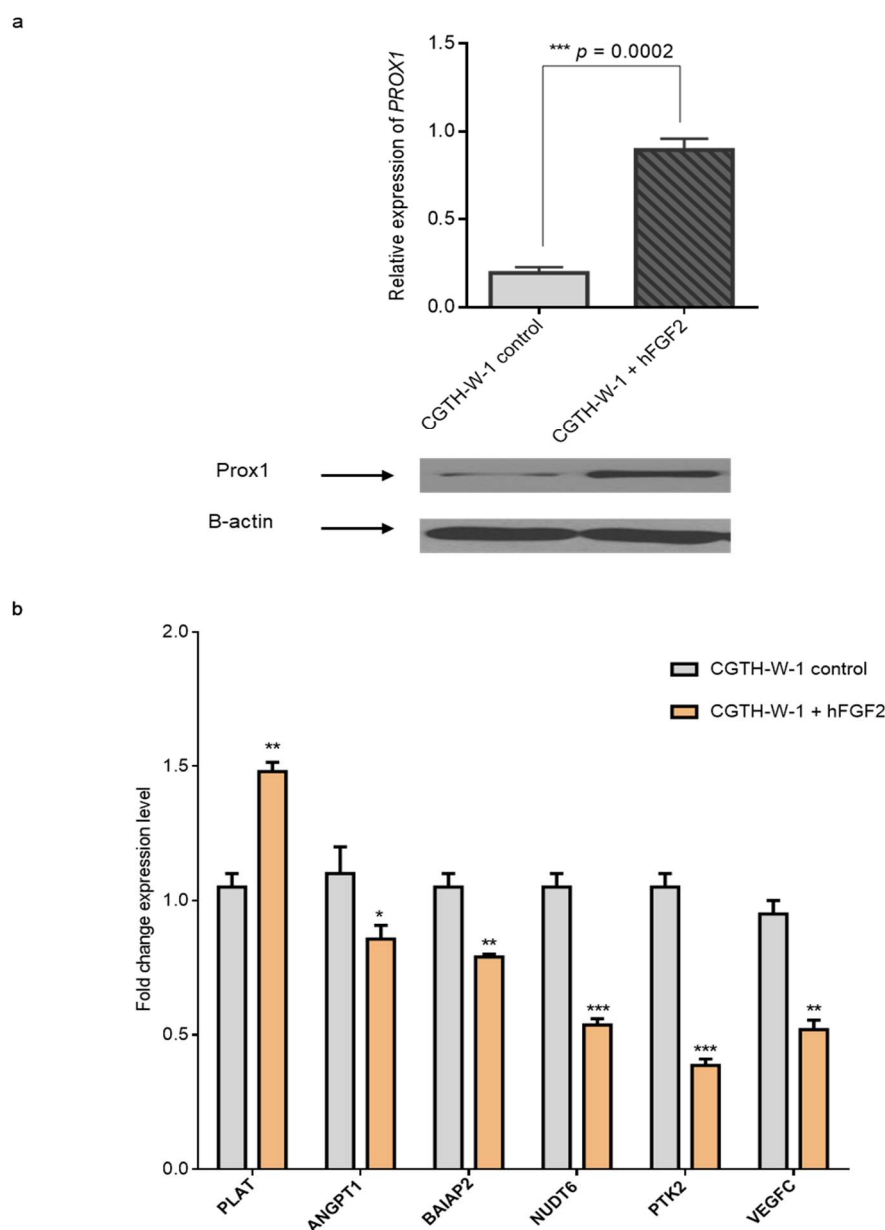 a
1.5
1.0
0.5
0.0
Relative expression of PROX1
*** p = 0.0002
CGTH-W-1 control
CGTH-W-1 + hFGF2
Prox1
B-actin
b
2.0
1.5
1.0
0.5
0.0
Fold change expression level
CGTH-W-1 control
CGTH-W-1 + hFGF2
**
*
**
***
***
**
PLAT
ANGPT1
BAIAP2
NUDT6
PTK2
VEGFC